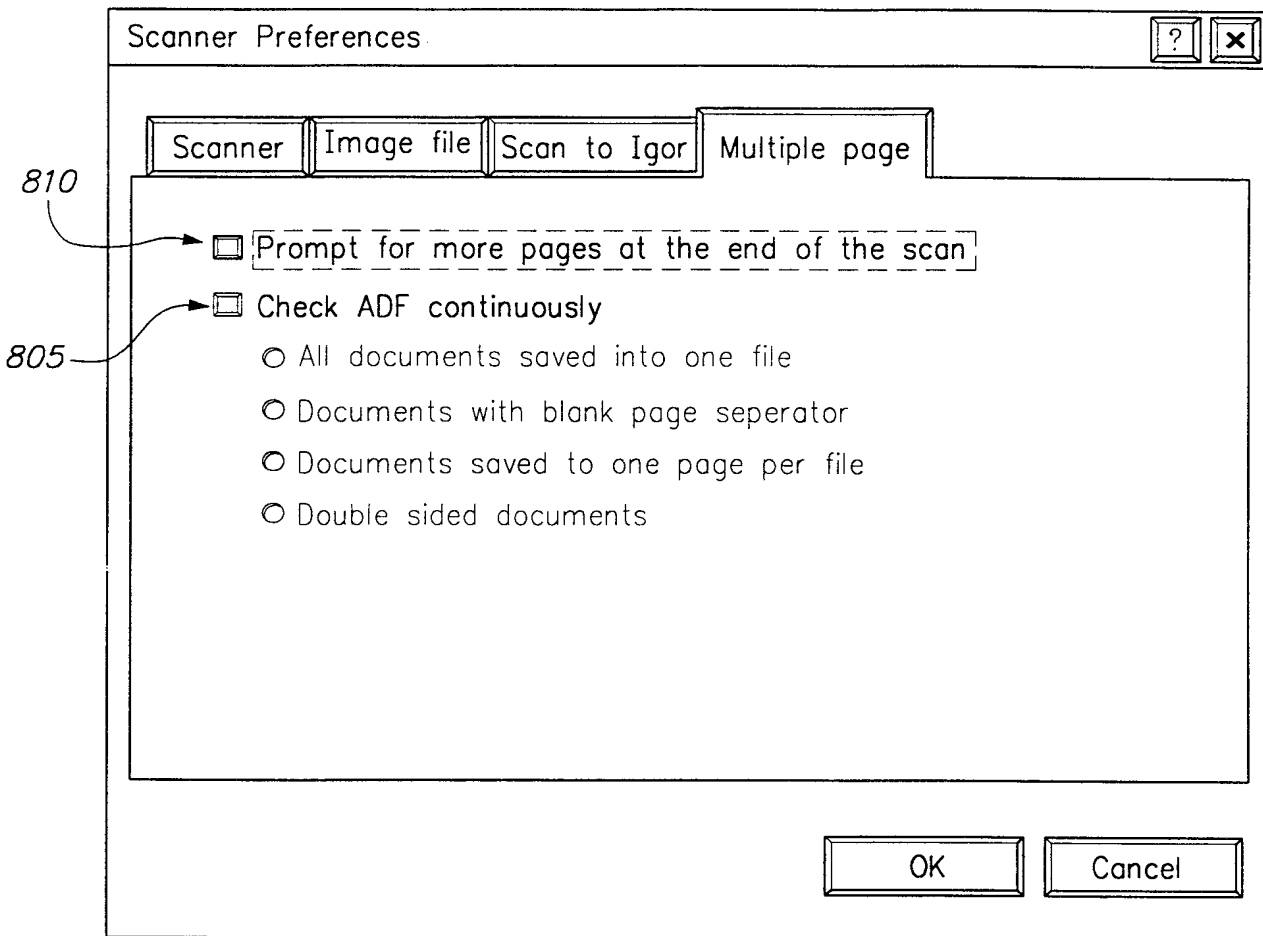 Scanner Preferences ? ×
Scanner Image file Scan to Igor Multiple page
810
Prompt for more pages at the end of the scan
Check ADF continuously
805
All documents saved into one file
Documents with blank page seperator
Documents saved to one page per file
Double sided documents
OK Cancel